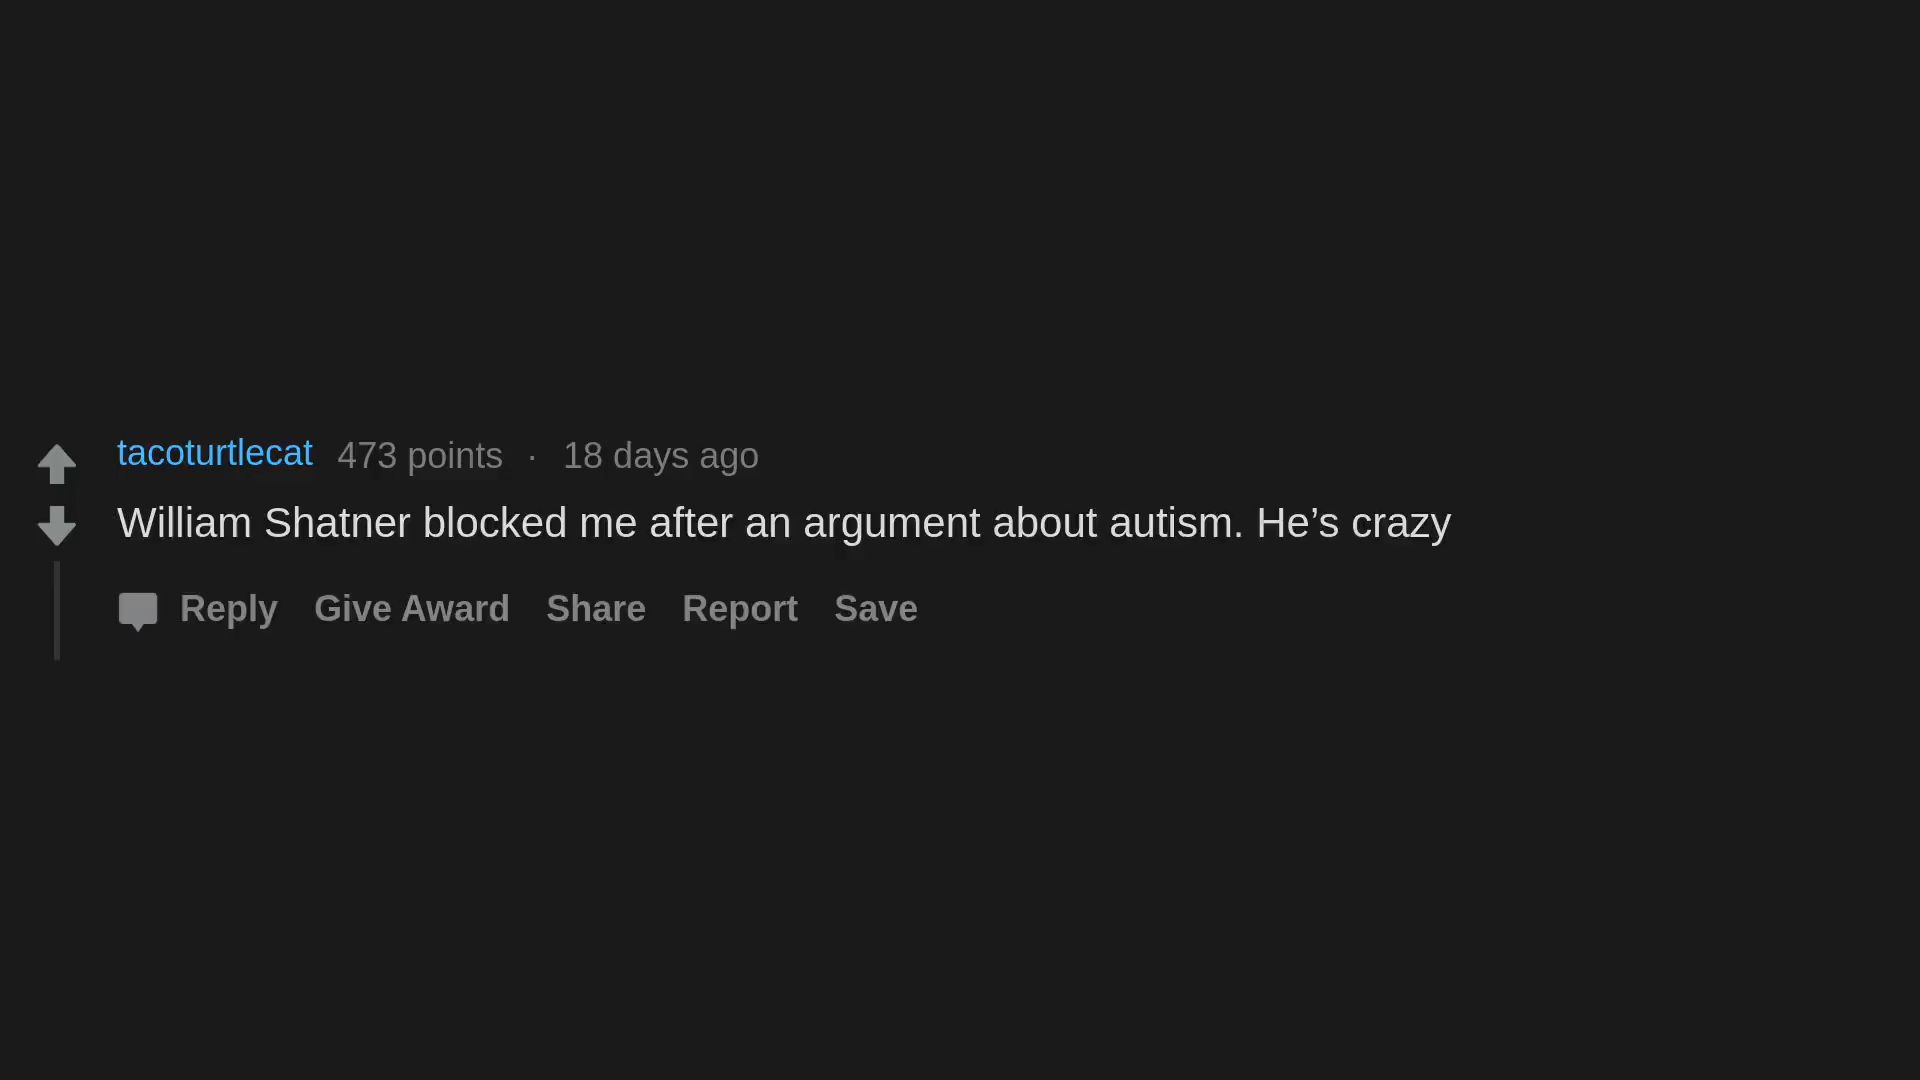 tacoturtlecat 473 points · 18 days ago
William Shatner blocked me after an argument about autism. He’s crazy
Reply Give Award Share Report Save